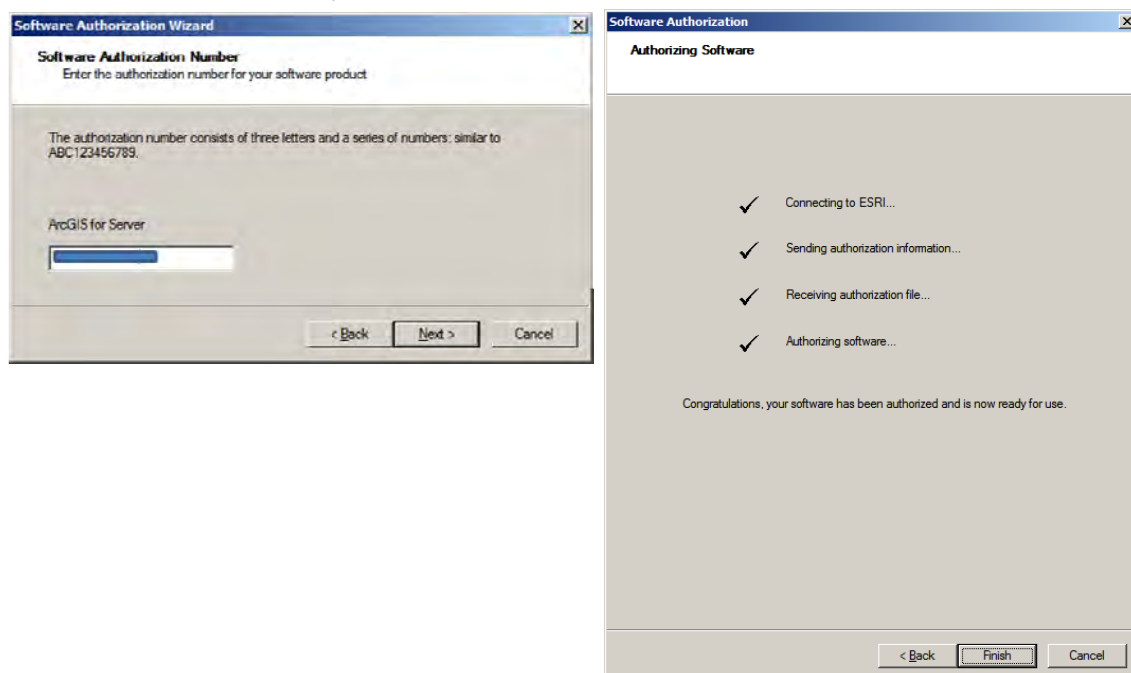 Software Authorization Wizard
Software Authorization Number
Enter the authorization number for your software product
The authorization number consists of three letters and a series of numbers: similar to
ABC123456789.
ArcGIS for Server
< Back
Next >
Cancel
Software Authorization
Authorizing Software
Connecting to ESRI...
Sending authorization information...
Receiving authorization file...
Authorizing software...
Congratulations, your software has been authorized and is now ready for use.
< Back
Finish
Cancel